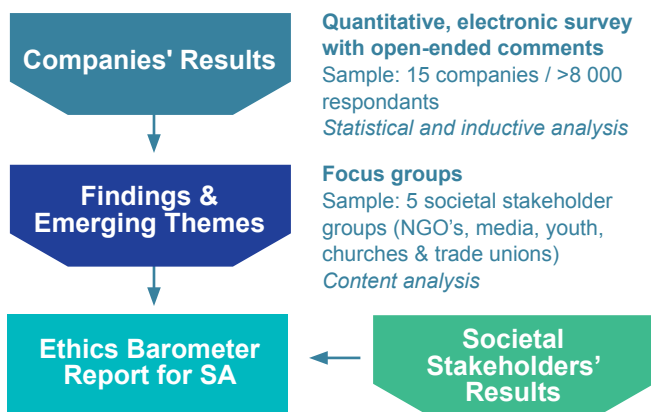 Companies' Results
Quantitative, electronic survey
with open-ended comments
Sample: 15 companies / >8 000
respondants
Statistical and inductive analysis
Findings &
Emerging Themes
Focus groups
Sample: 5 societal stakeholder
groups (NGO's, media, youth,
churches & trade unions)
Content analysis
Ethics Barometer
Report for SA
Societal
Stakeholders’
Results